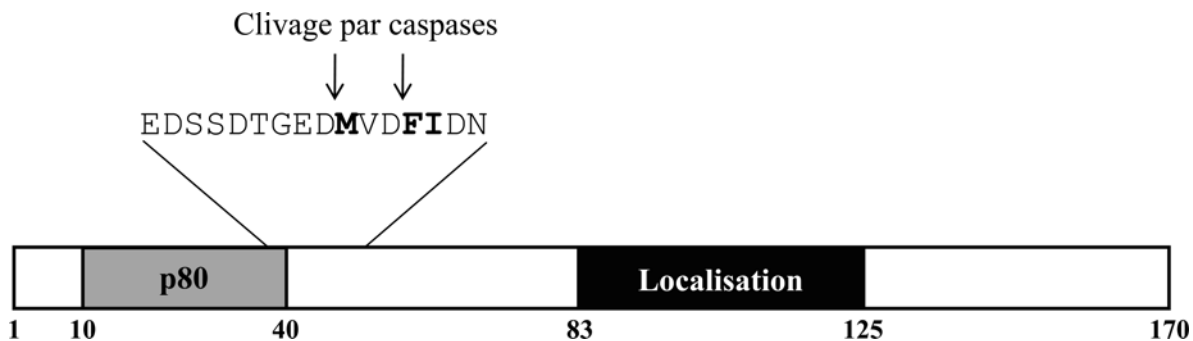 Clivage par caspases
EDSSDTGEDMVDFIDN
p80 Localisation
1 10 40 83 125 170